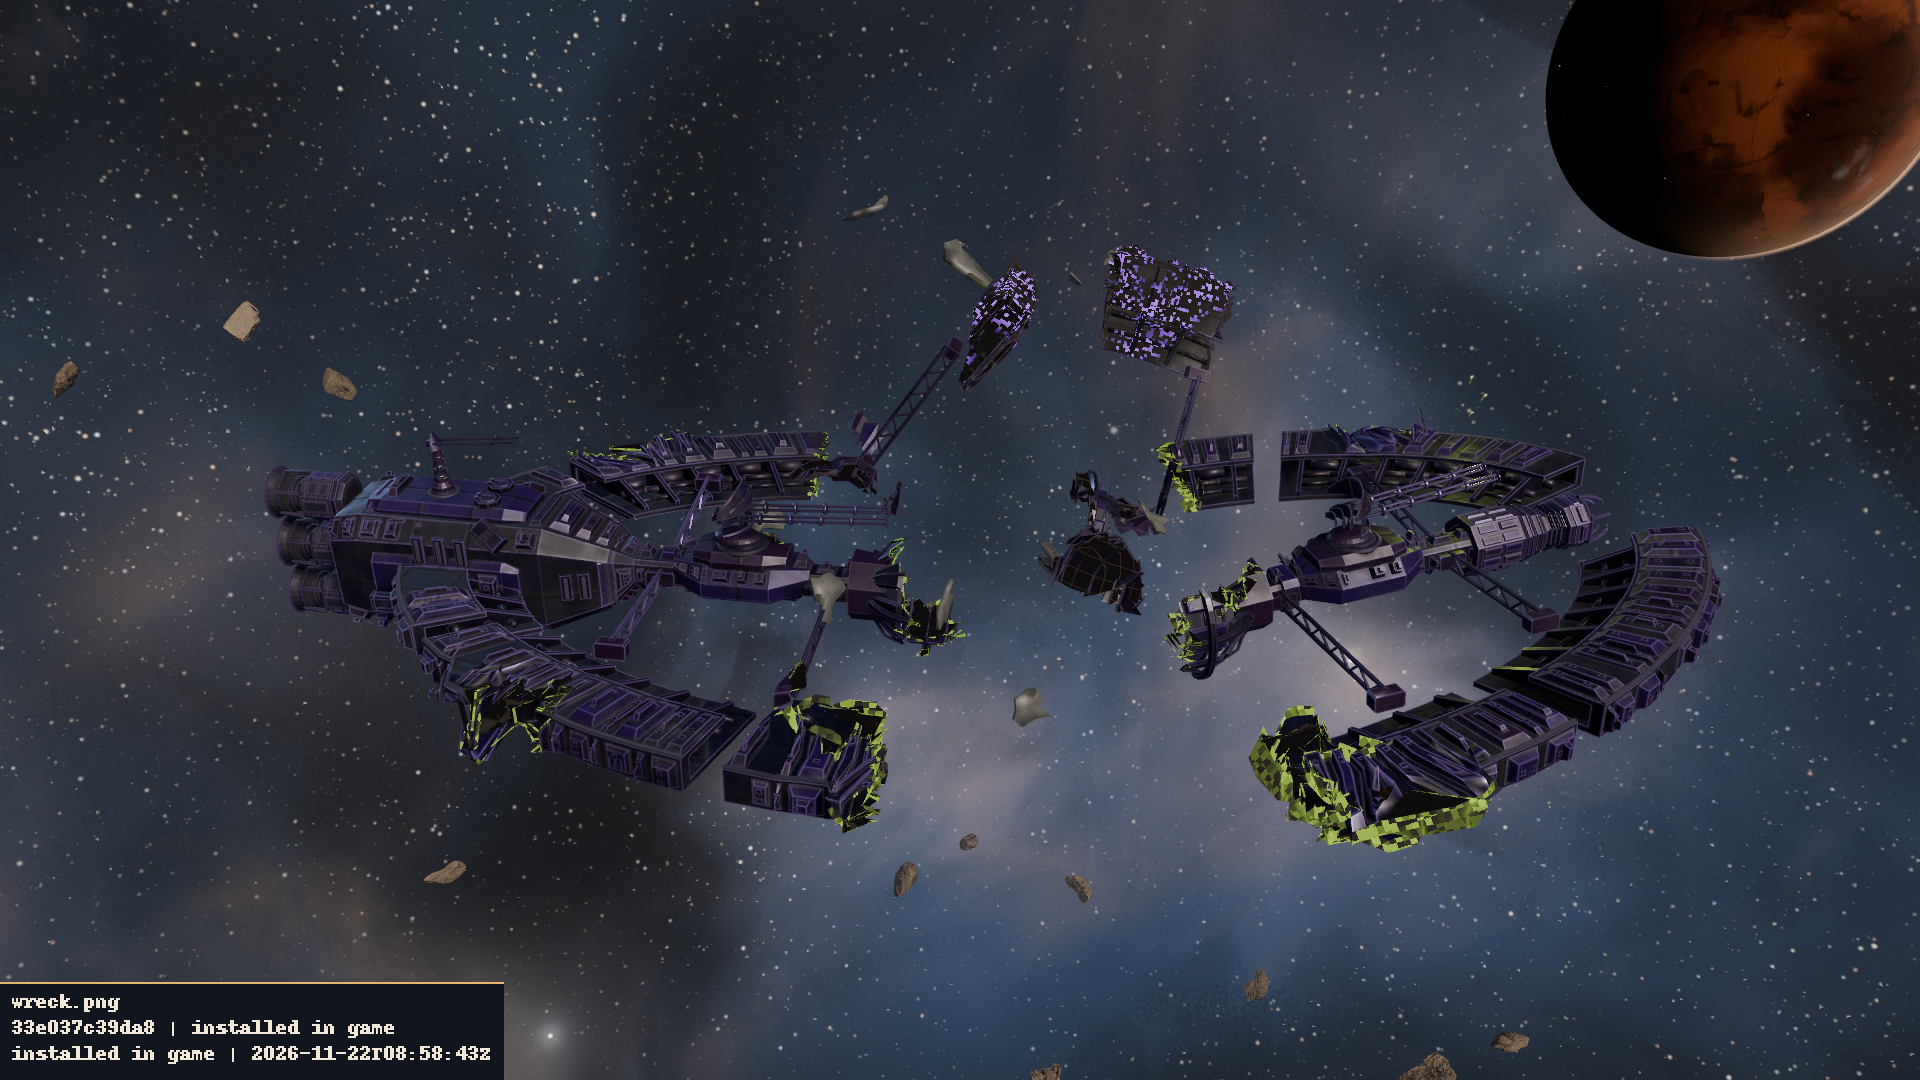 wreck.png
33e037c39da8 | installed in game
installed in game | 2026-11-22T08:58:43Z